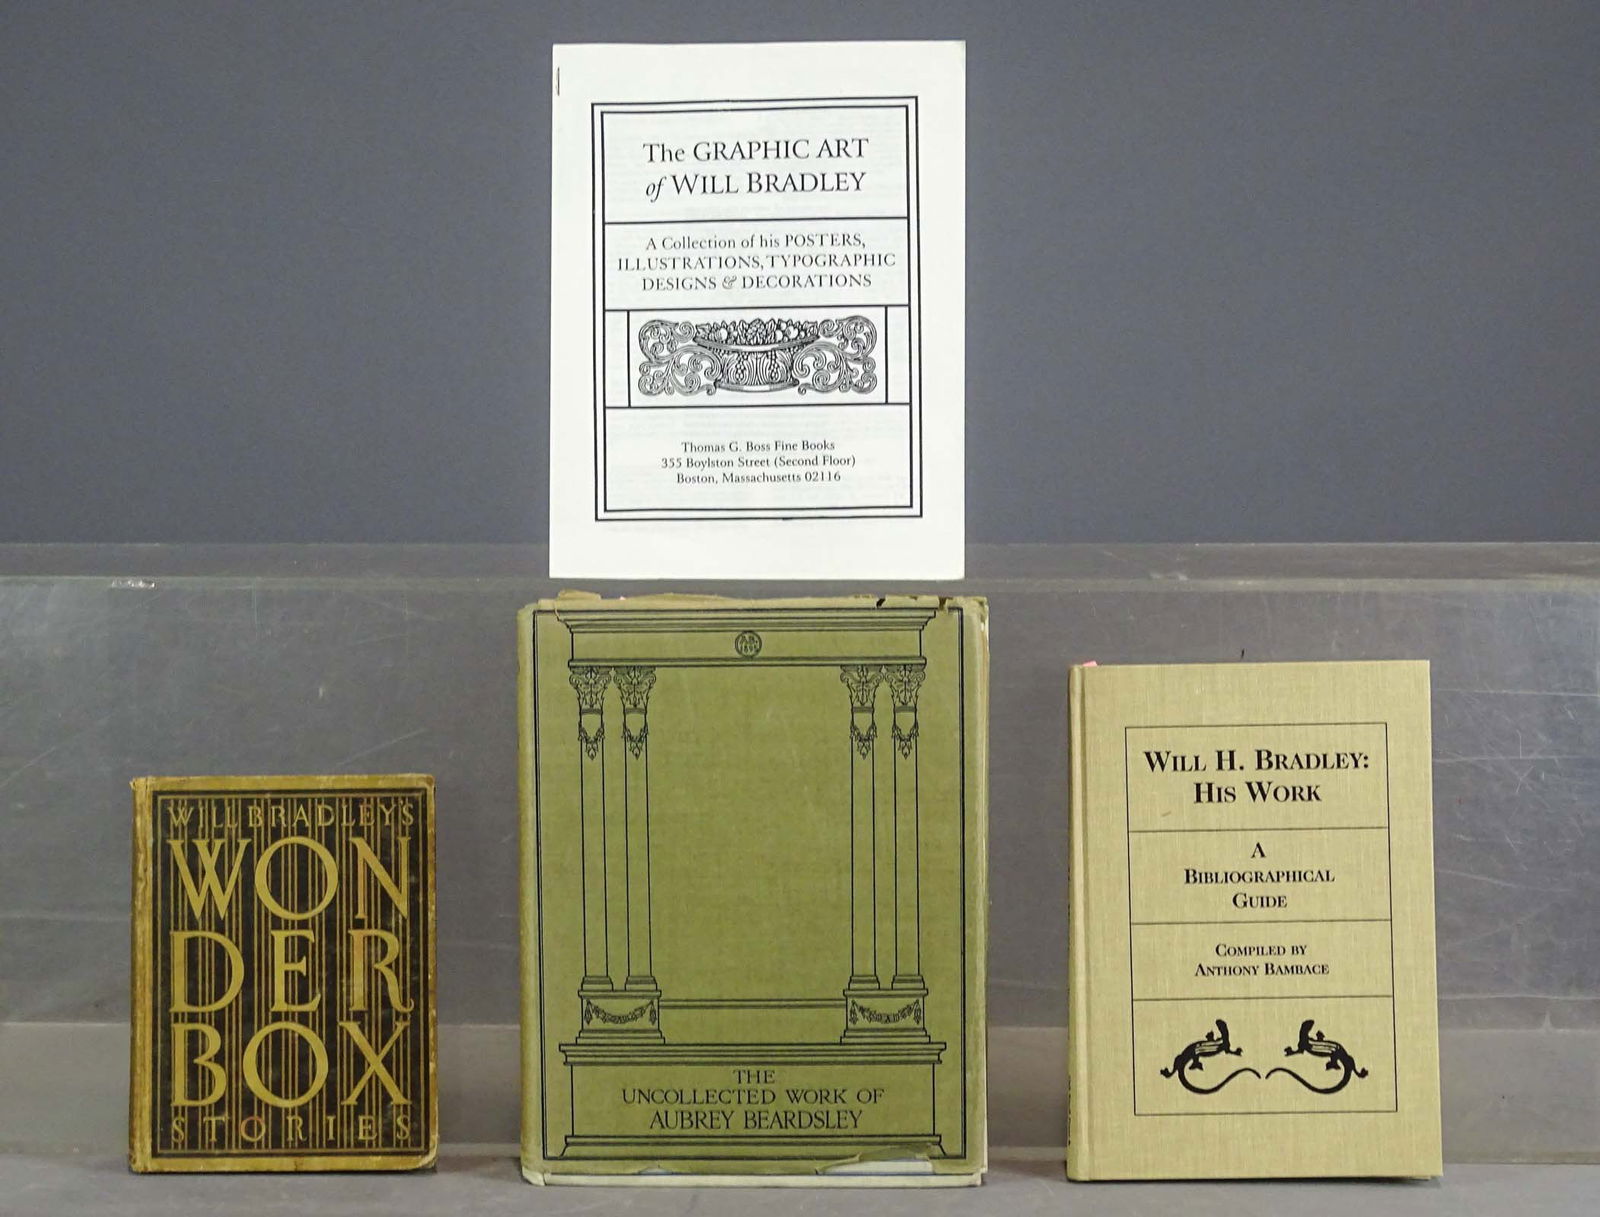 The GRAPHIC ART
of WILL BRADLEY
A Collection of his POSTERS,
ILLUSTRATIONS, TYPOGRAPHIC
DESIGNS & DECORATIONS
Thomas G. Boss Fine Books
355 Boylston Street (Second Floor)
Boston, Massachusetts 02116
WILL BRADLEY'S
WON
DER
BOX
STORIES
THE
UNCOLLECTED WORK OF
AUBREY BEARDSLEY
WILL H. BRADLEY:
HIS WORK
A
BIBLIOGRAPHICAL
GUIDE
COMPILED BY
ANTHONY BAMBACE